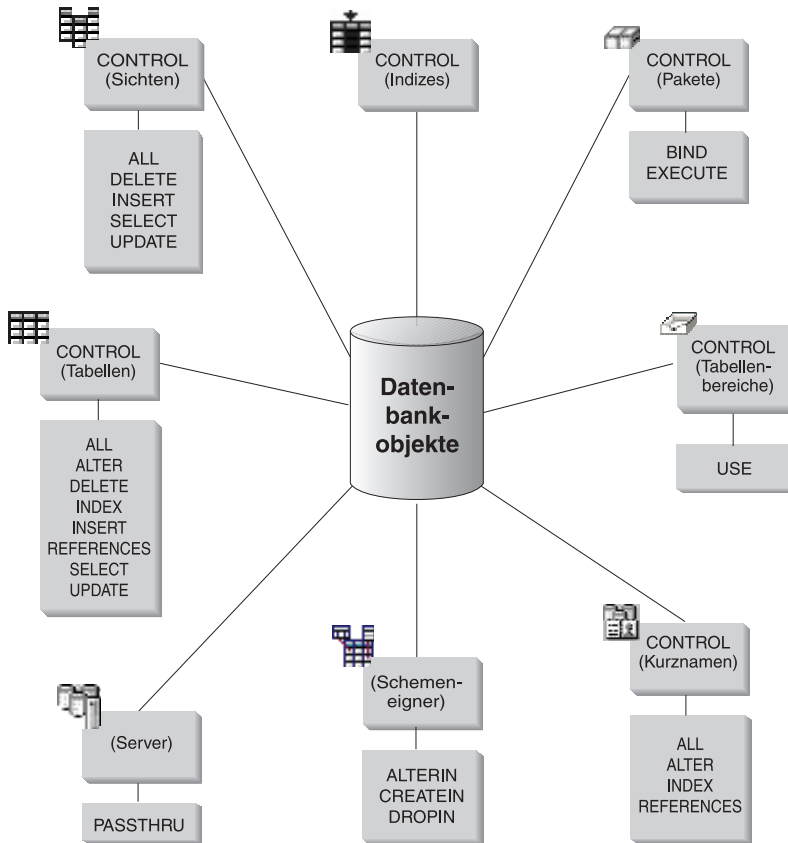 CONTROL
(Sichten)
ALL
DELETE
INSERT
SELECT
UPDATE
CONTROL
(Indizes)
CONTROL
(Pakete)
BIND
EXECUTE
CONTROL
(Tabellen)
ALL
ALTER
DELETE
INDEX
INSERT
REFERENCES
SELECT
UPDATE
Daten-
bank-
objekte
CONTROL
(Tabellen-
bereiche)
USE
(Server)
PASSTHRU
(Schemen-
eigner)
ALTERIN
CREATEIN
DROPIN
CONTROL
(Kurznamen)
ALL
ALTER
INDEX
REFERENCES